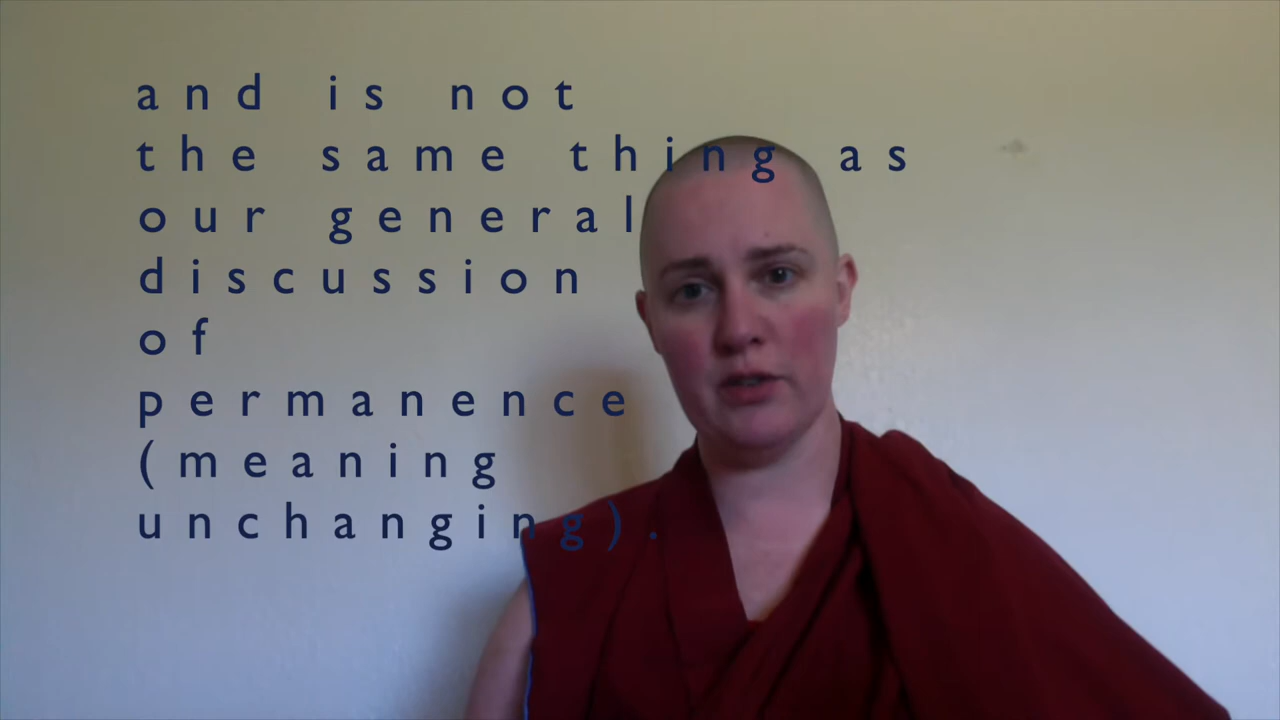 and is not
the same thing as
our general
discussion
of
permanence
(meaning
unchanging).